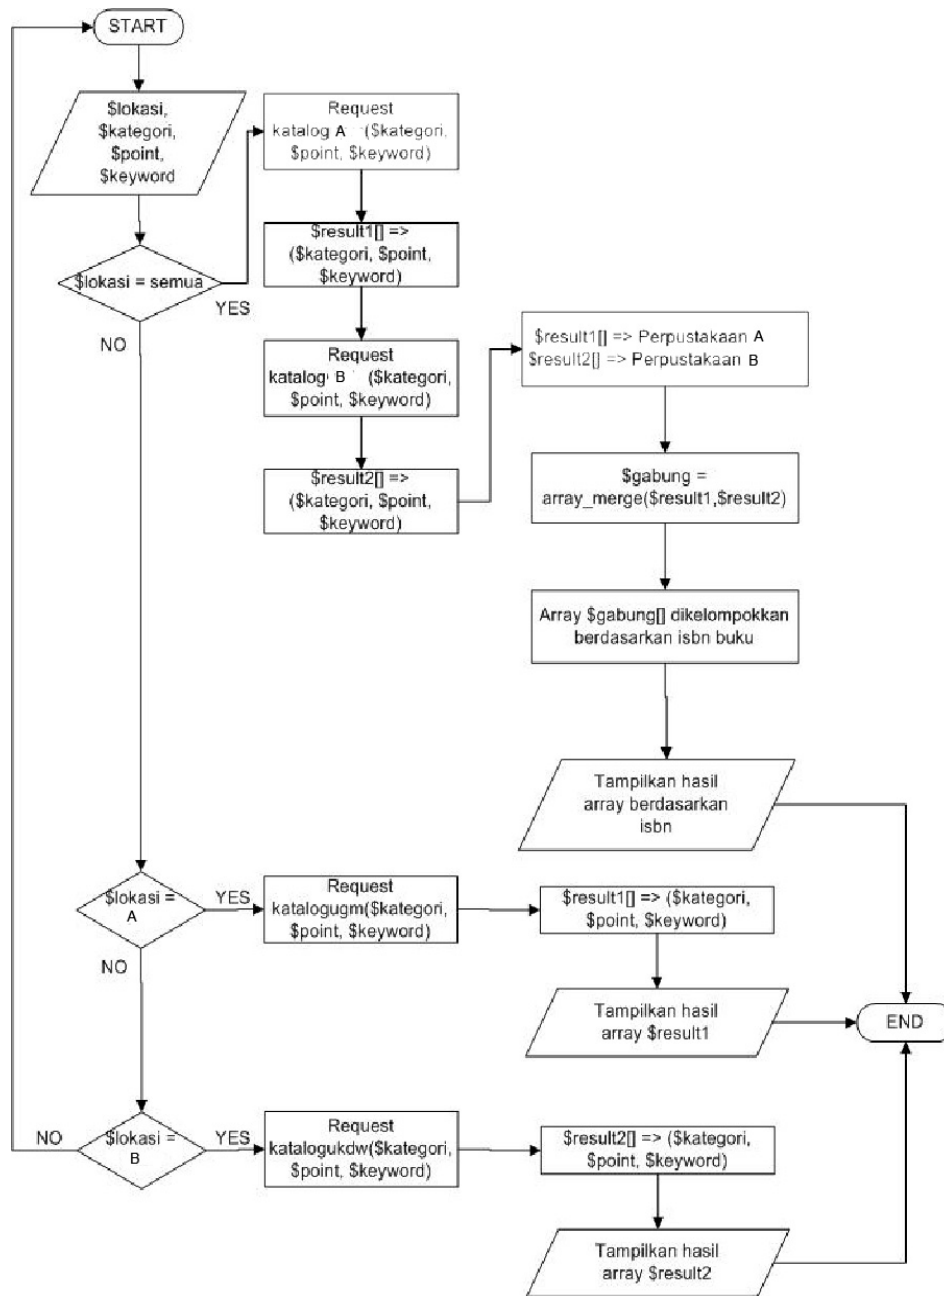 START
$lokasi,
$kategori,
$point,
$keyword
Request
katalog A ($kategori,
$point, $keyword)
$result1[] =>
($kategori, $point,
$keyword)
$lokasi = semua
YES
NO
Request
katalog B ($kategori,
$point, $keyword)
$result2[] =>
($kategori, $point,
$keyword)
$result1[] => Perpustakaan A
$result2[] => Perpustakaan B
$gabung =
array_merge($result1,$result2)
Array $gabung[] dikelompokkan
berdasarkan isbn buku
Tampilkan hasil
array berdasarkan
isbn
$lokasi =
A
YES
NO
Request
katalogugm($kategori,
$point, $keyword)
$result1[] => ($kategori,
$point, $keyword)
Tampilkan hasil
array $result1
END
$lokasi =
B
NO
YES
Request
katalogukdw($kategori,
$point, $keyword)
$result2[] => ($kategori,
$point, $keyword)
Tampilkan hasil
array $result2